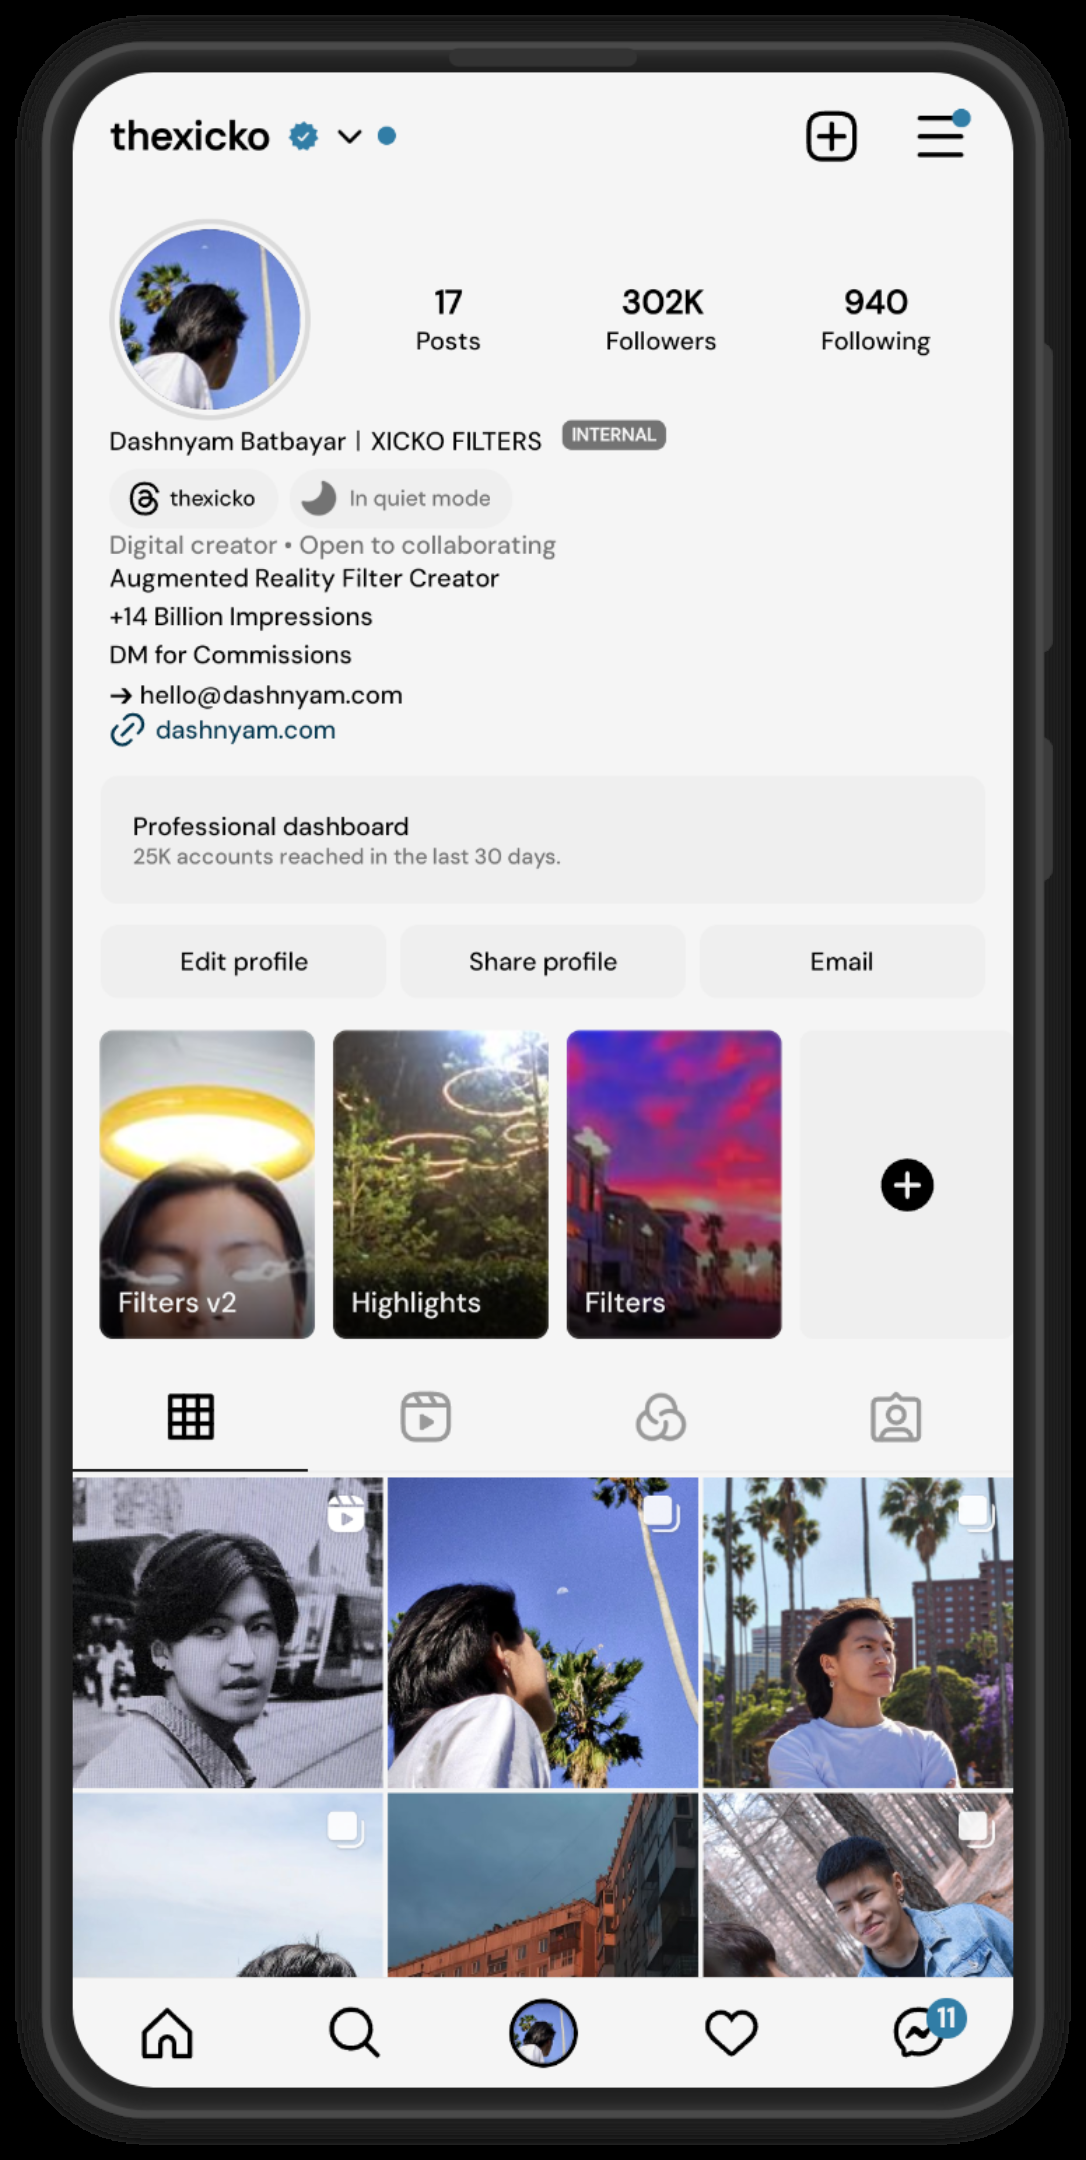 thexicko
17 302K 940
Posts Followers Following
Dashnyam Batbayar | XICKO FILTERS INTERNAL
thexicko In quiet mode
Digital creator • Open to collaborating
Augmented Reality Filter Creator
+14 Billion Impressions
DM for Commissions
→ hello@dashnyam.com
dashnyam.com
Professional dashboard
25K accounts reached in the last 30 days.
Edit profile Share profile Email
Filters v2 Highlights Filters
11